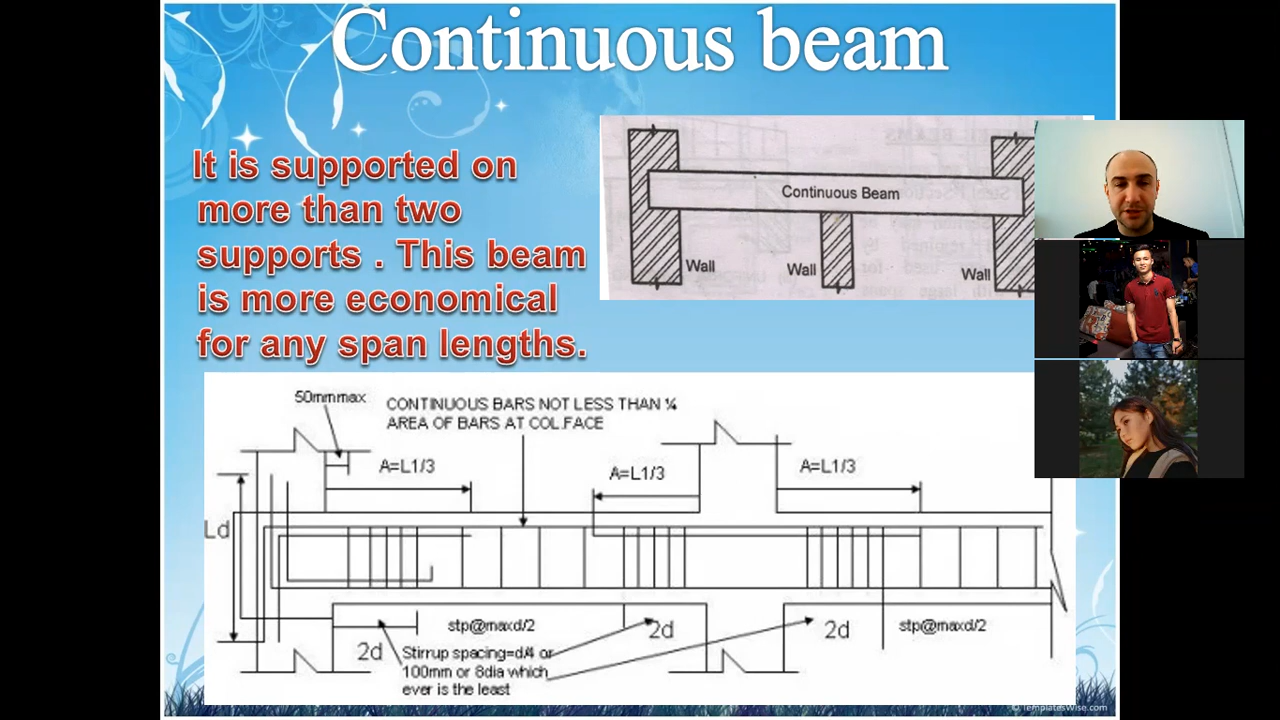 Continuous beam
It is supported on
more than two
supports . This beam
is more economical
for any span lengths.
Continuous Beam
Wall
Wall
Wall
50mmmax
CONTINUOUS BARS NOT LESS THAN ¼
AREA OF BARS AT COL.FACE
A=L1/3
A=L1/3
A=L1/3
Ld
stp@maxd/2
2d
2d
stp@maxd/2
2d
Stirrup spacing=d/4 or
100mm or 8dia which
ever is the least
© TemplatesWise.com